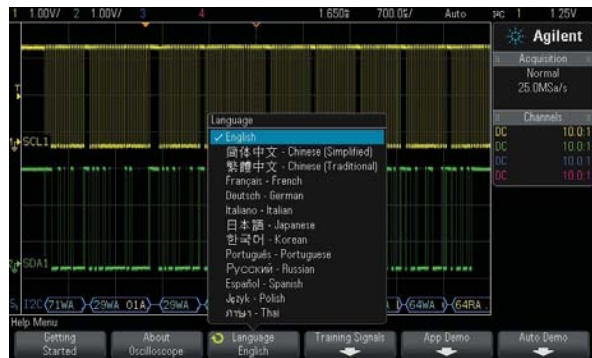 1 1.00V/ 2 1.00V/ 3 4 1.650s 700.0s/ Auto I²C 1 1.25V
Agilent
Acquisition
Normal
25.0MSa/s
Channels
DC 10.0:1
DC 10.0:1
DC 10.0:1
DC 10.0:1
T
SCL1
SDA1
Language
English
简体中文 - Chinese (Simplified)
繁體中文 - Chinese (Traditional)
Français - French
Deutsch - German
Italiano - Italian
日本語 - Japanese
한국어 - Korean
Português - Portuguese
Русский - Russian
Español - Spanish
Język - Polish
ภาษา - Thai
S₁ I2C 71WA 29WA 01A 29WA 64WA 64RA
Help Menu
Getting Started
About Oscilloscope
Language English
Training Signals
App Demo
Auto Demo